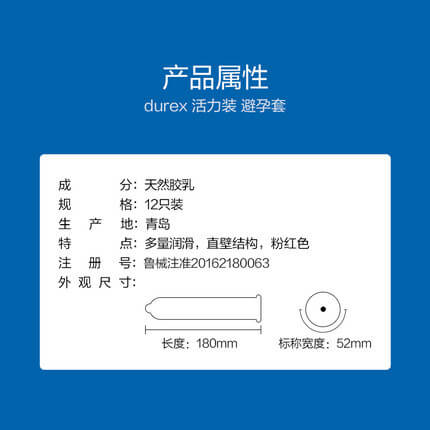 产品属性
durex 活力装 避孕套
成 分：天然胶乳
规 格：12只装
生 产 地：青岛
特 点：多量润滑，直壁结构，粉红色
注 册 号：鲁械注准20162180063
外 观 尺 寸：
长度：180mm 标称宽度：52mm